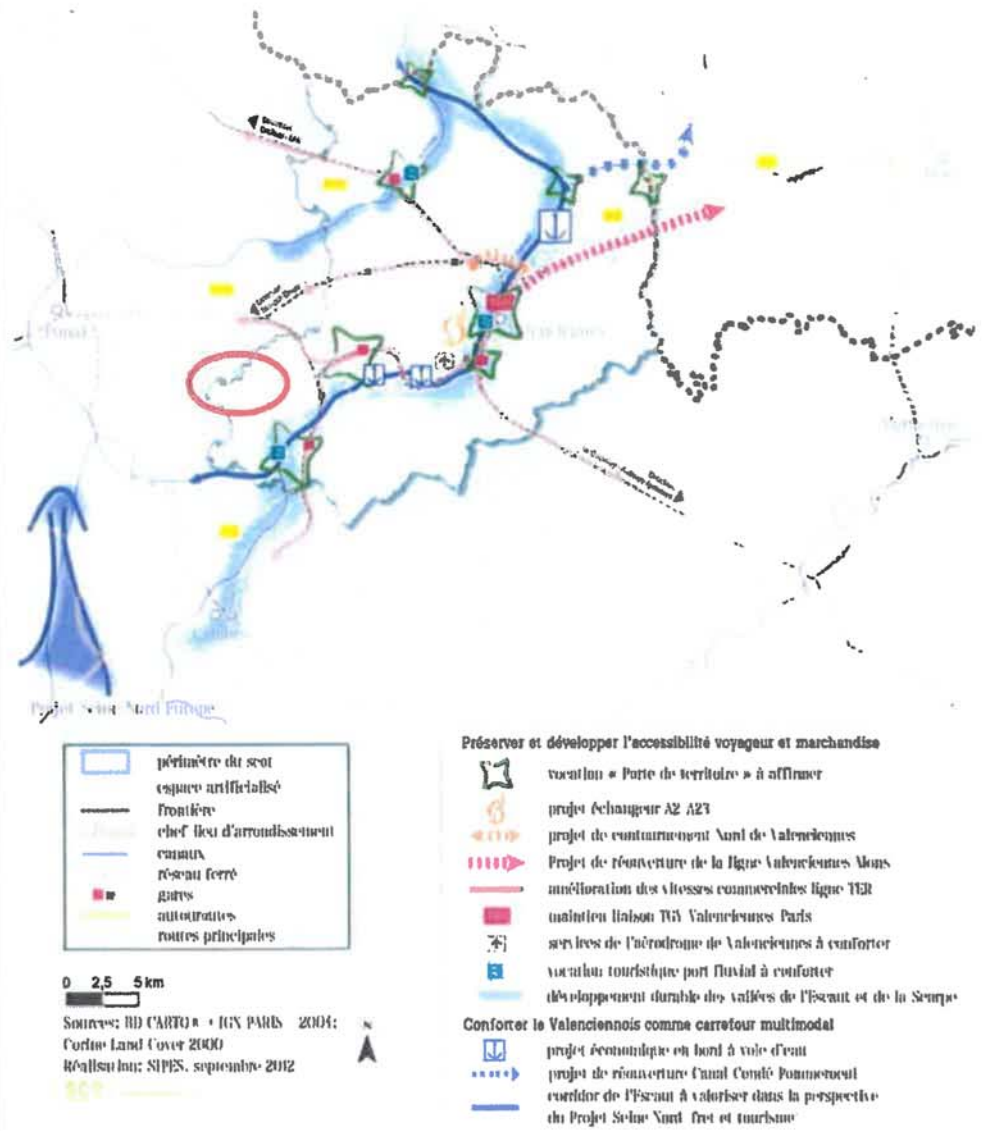 Projet Seine Nord Europe
périmètre du scot
espace artificialisé
frontière
chef lieu d'arrondissement
canaux
réseau ferré
gares
autoroutes
routes principales
0 2,5 5 km
Sources: BD CARTO ® - IGN PARIS - 2004;
Corine Land Cover 2000
Réalisation: SIPES, septembre 2012
N
Préserver et développer l'accessibilité voyageur et marchandise
vocation « Porte de territoire » à affirmer
projet échangeur A2 A23
projet de contournement Nord de Valenciennes
Projet de réouverture de la ligne Valenciennes Mons
amélioration des vitesses commerciales ligne TER
maintien liaison TGV Valenciennes Paris
services de l'aérodrome de Valenciennes à conforter
vocation touristique port fluvial à conforter
développement durable des vallées de l'Escaut et de la Scarpe
Conforter le Valenciennois comme carrefour multimodal
projet économique en bord à voie d'eau
projet de réouverture Canal Condé Pommeroeul
corridor de l'Escaut à valoriser dans la perspective
du Projet Seine Nord fret et tourisme